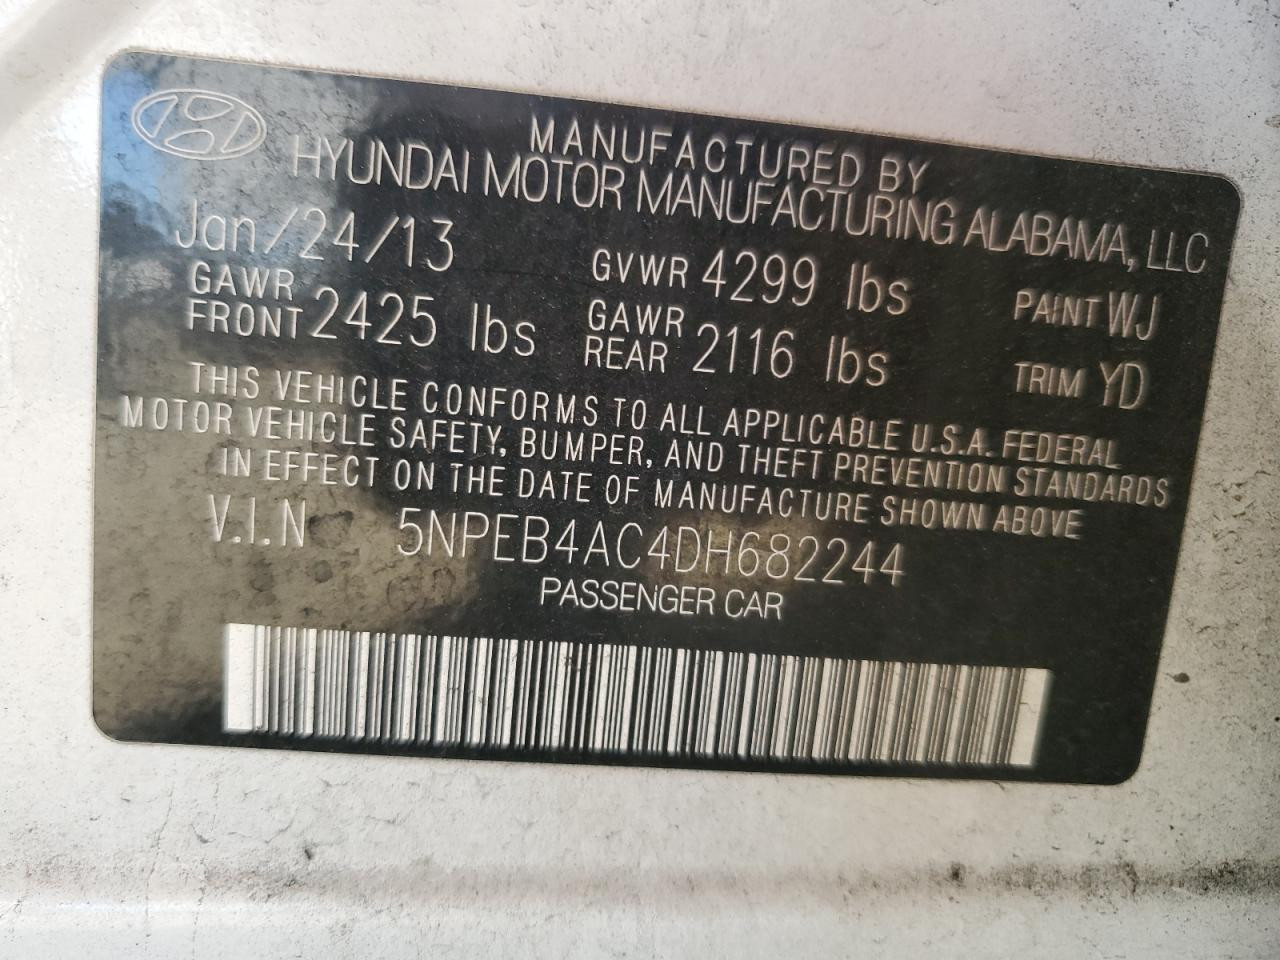 MANUFACTURED BY
HYUNDAI MOTOR MANUFACTURING ALABAMA, LLC
Jan/24/13 GVWR 4299 lbs PAINT WJ
GAWR FRONT 2425 lbs GAWR REAR 2116 lbs TRIM YD
THIS VEHICLE CONFORMS TO ALL APPLICABLE U.S.A. FEDERAL
MOTOR VEHICLE SAFETY, BUMPER, AND THEFT PREVENTION STANDARDS
IN EFFECT ON THE DATE OF MANUFACTURE SHOWN ABOVE
V.I.N 5NPEB4AC4DH682244
PASSENGER CAR